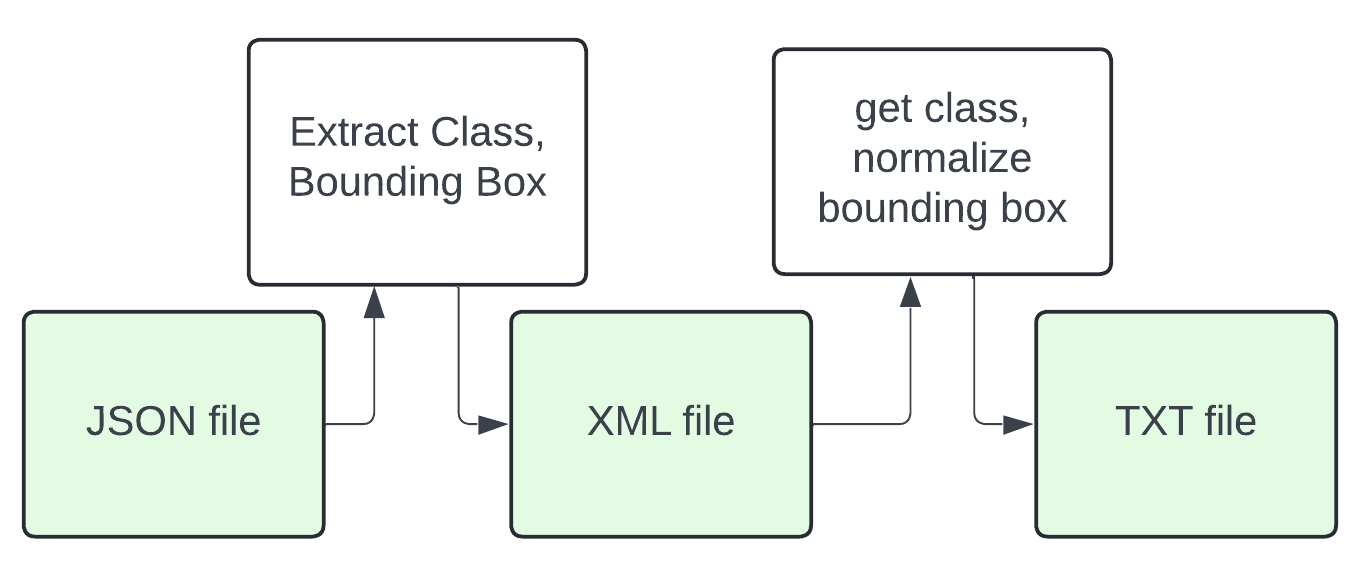 Extract Class,
Bounding Box
get class,
normalize
bounding box
JSON file
XML file
TXT file